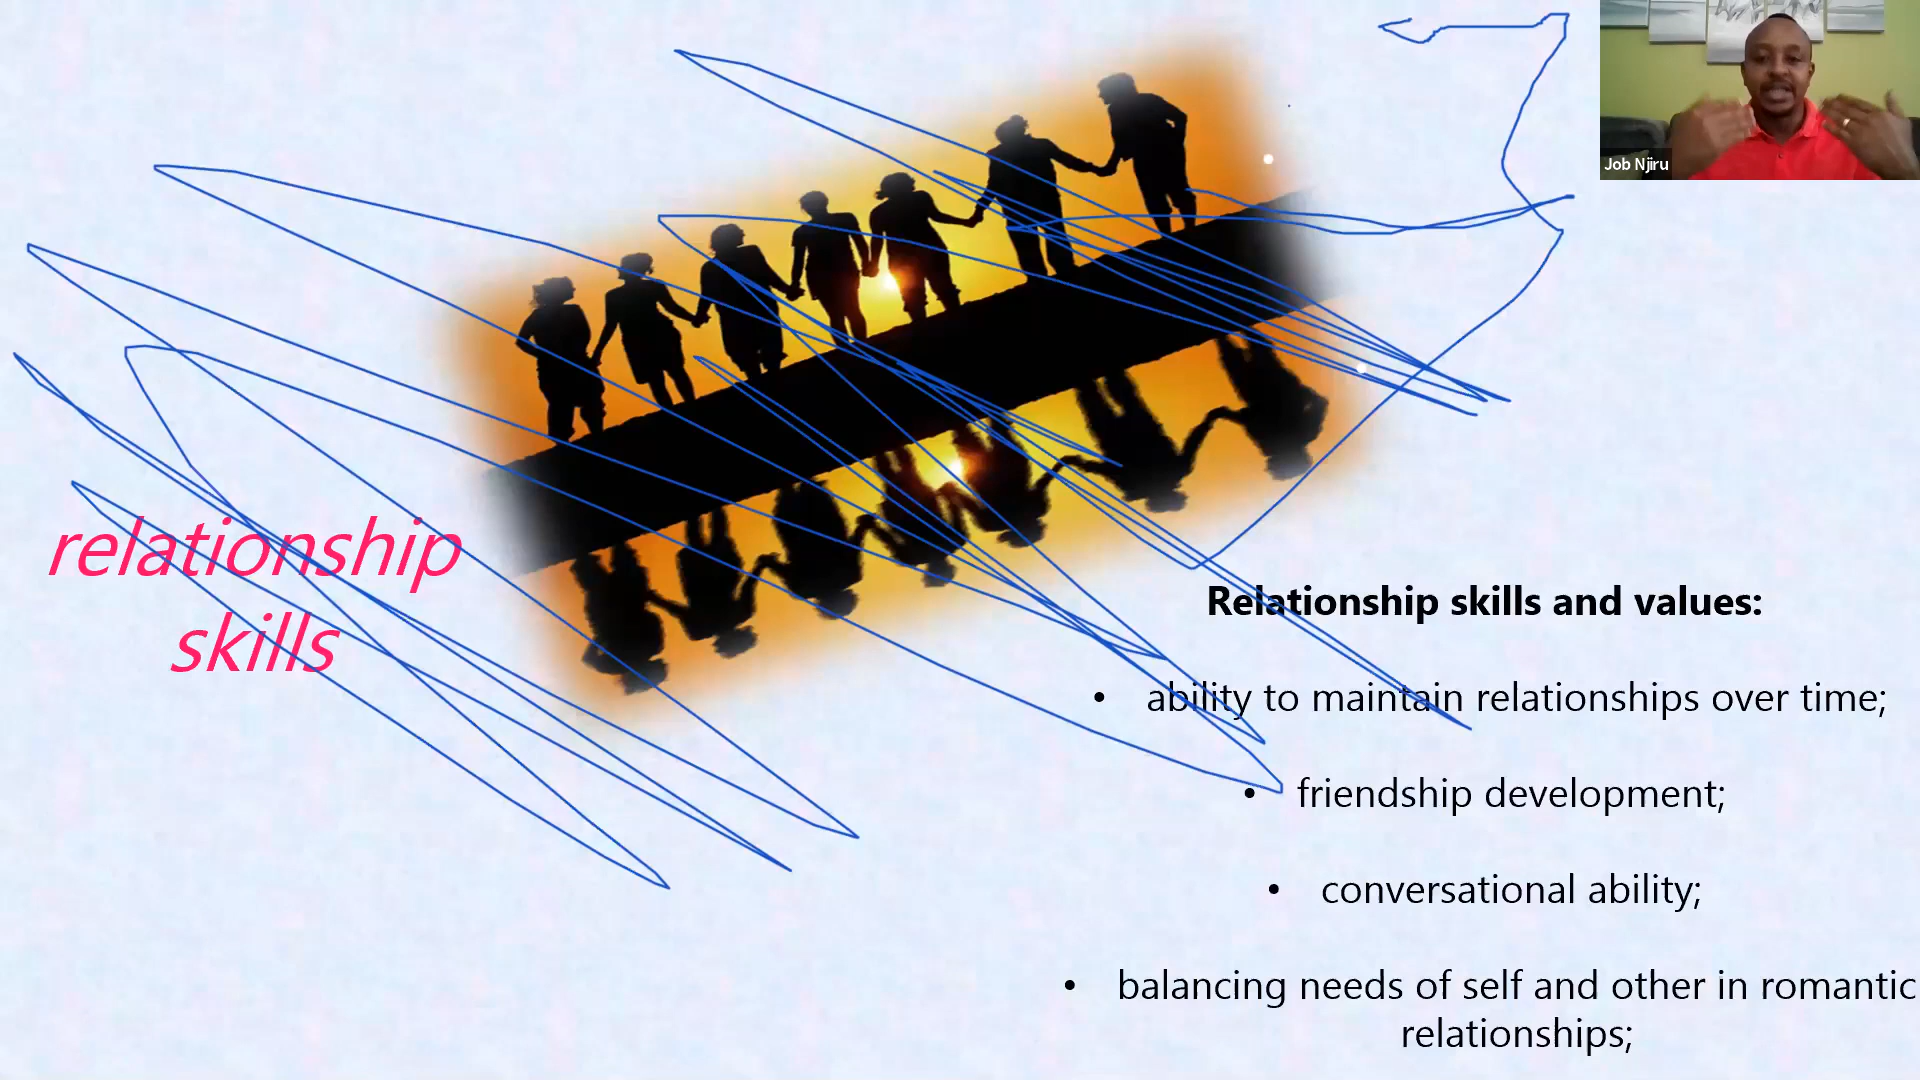 Job Njiru
relationship
skills
Relationship skills and values:
• ability to maintain relationships over time;
• friendship development;
• conversational ability;
• balancing needs of self and other in romantic
relationships;